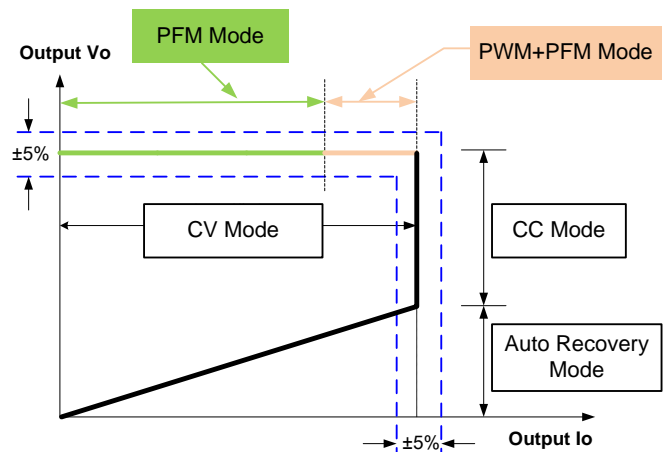 PFM Mode
Output Vo
PWM+PFM Mode
±5%
CV Mode
CC Mode
Auto Recovery
Mode
±5%
Output Io